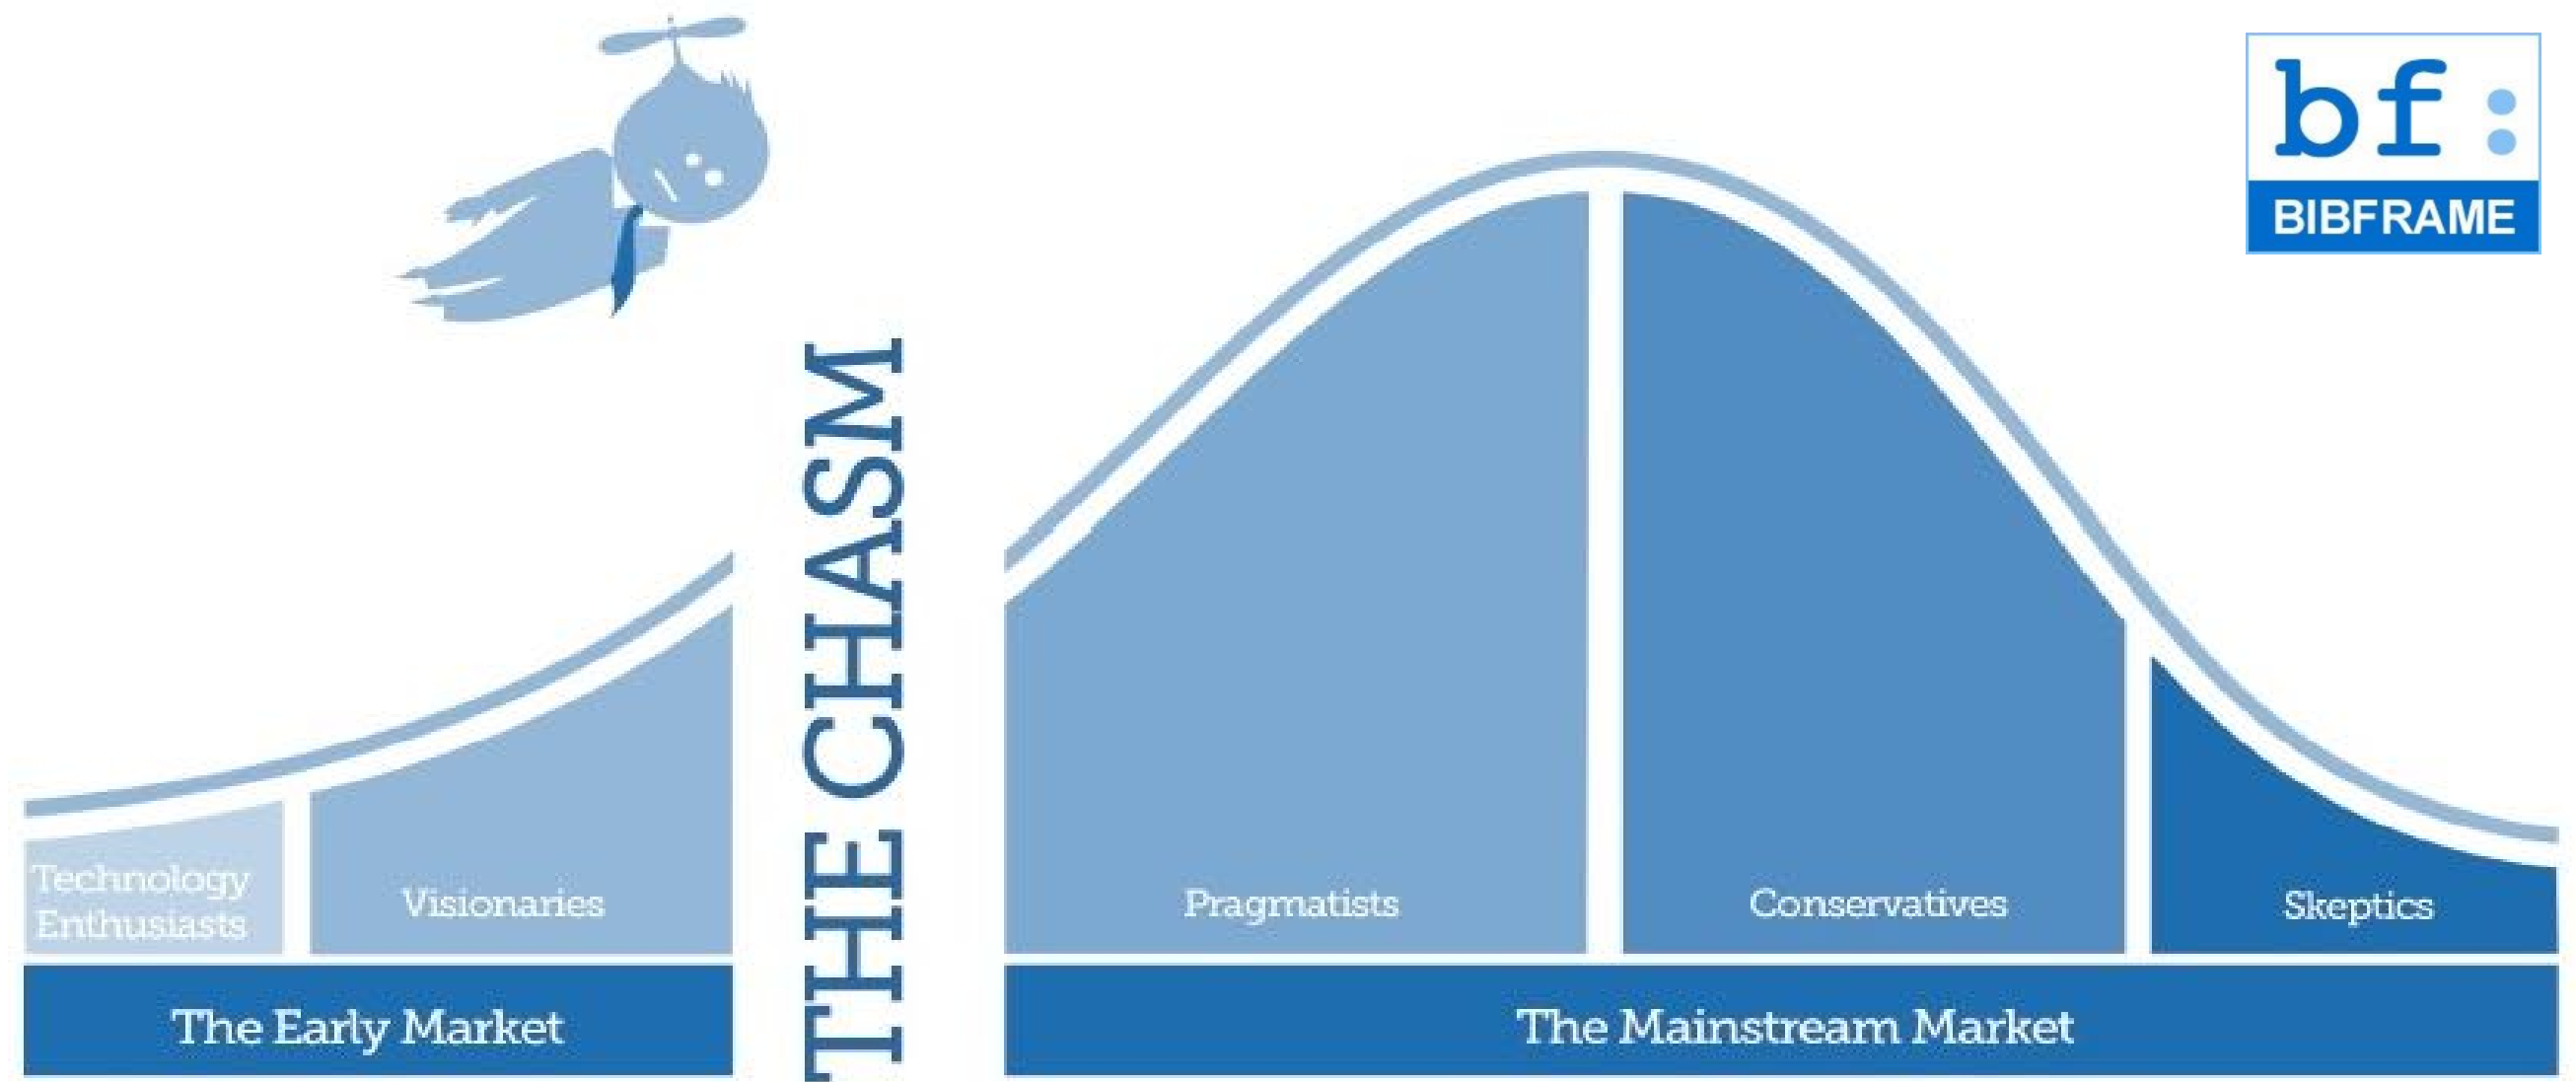 bf:
BIBFRAME
THE CHASM
Technology
Enthusiasts
Visionaries
Pragmatists
Conservatives
Skeptics
The Early Market
The Mainstream Market